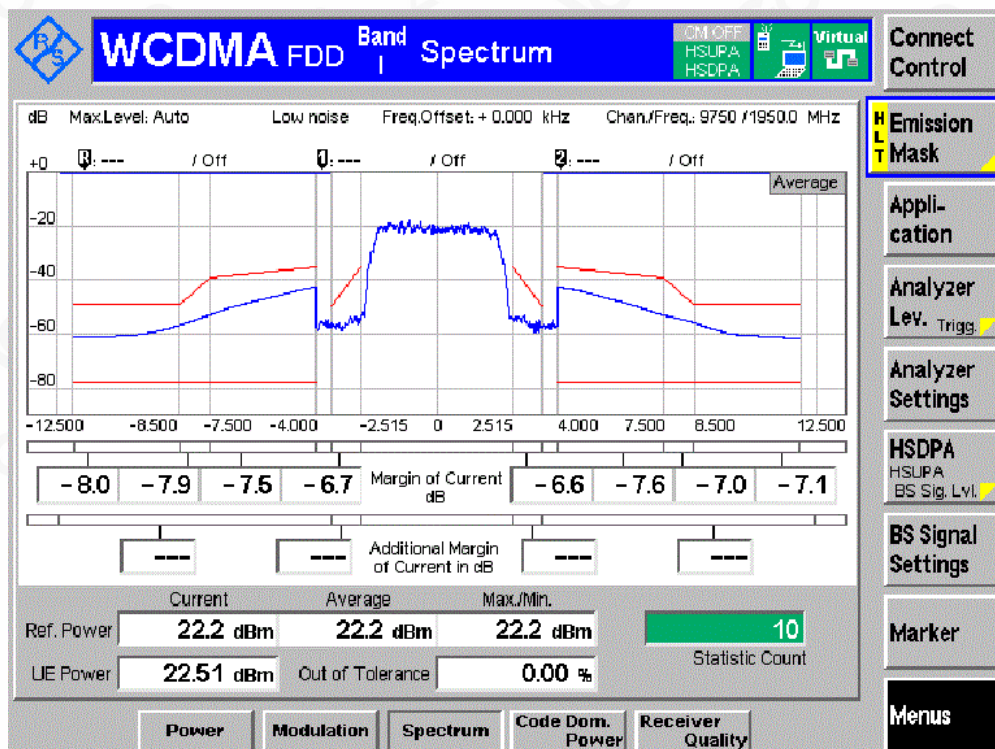 R/S
WCDMA FDD Band I Spectrum
CM OFF
HSUPA
HSDPA
Virtual
Connect
Control
HLT
Emission
Mask
Appli-
cation
Analyzer
Lev. Trigg.
Analyzer
Settings
HSDPA
HSUPA
BS Sig. Lvl.
BS Signal
Settings
Marker
Menus
dB Max.Level: Auto Low noise Freq.Offset: + 0.000 kHz Chan./Freq.: 9750 /1950.0 MHz
R: --- / Off 1: --- / Off 2: --- / Off
Average
+0
-20
-40
-60
-80
-12.500 -8.500 -7.500 -4.000 -2.515 0 2.515 4.000 7.500 8.500 12.500
-8.0 -7.9 -7.5 -6.7 Margin of Current dB -6.6 -7.6 -7.0 -7.1
--- --- Additional Margin of Current in dB --- ---
Current Average Max./Min.
Ref. Power 22.2 dBm 22.2 dBm 22.2 dBm
10
Statistic Count
UE Power 22.51 dBm Out of Tolerance 0.00 %
Power
Modulation
Spectrum
Code Dom.
Power
Receiver
Quality